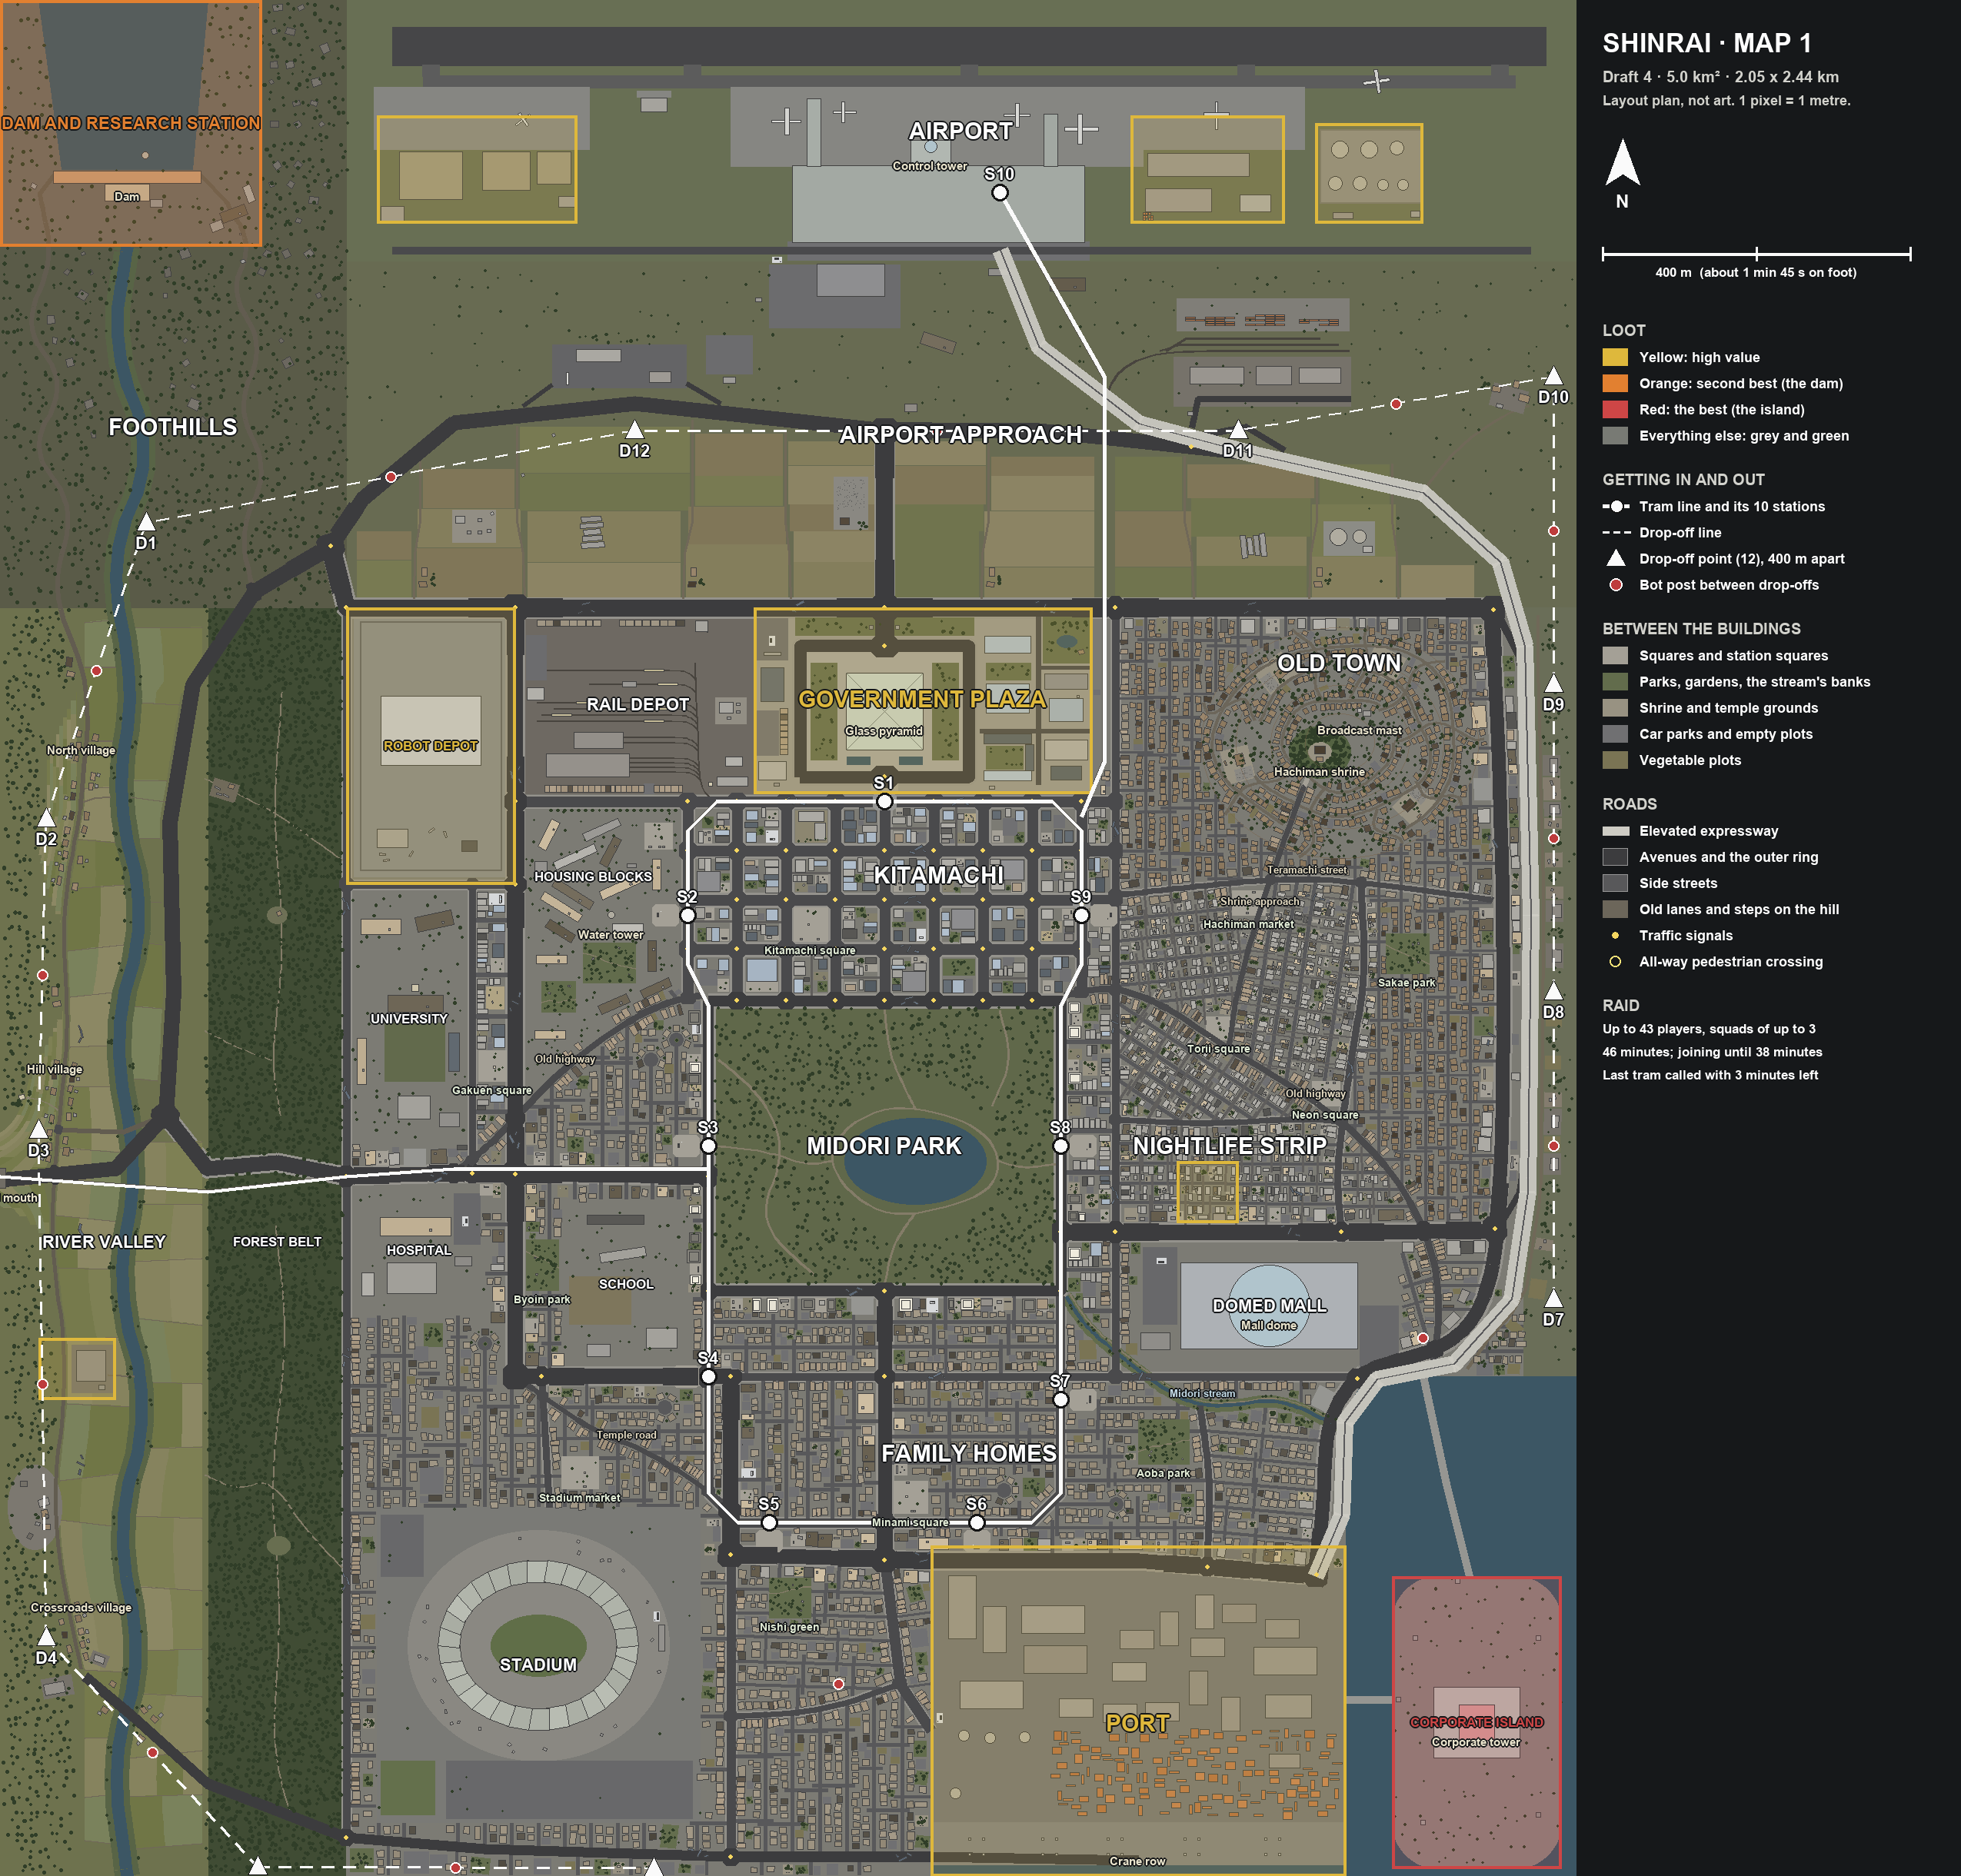 SHINRAI · MAP 1
Draft 4 · 5.0 km² · 2.05 x 2.44 km
Layout plan, not art. 1 pixel = 1 metre.
N
400 m (about 1 min 45 s on foot)
LOOT
Yellow: high value
Orange: second best (the dam)
Red: the best (the island)
Everything else: grey and green
GETTING IN AND OUT
Tram line and its 10 stations
Drop-off line
Drop-off point (12), 400 m apart
Bot post between drop-offs
BETWEEN THE BUILDINGS
Squares and station squares
Parks, gardens, the stream's banks
Shrine and temple grounds
Car parks and empty plots
Vegetable plots
ROADS
Elevated expressway
Avenues and the outer ring
Side streets
Old lanes and steps on the hill
Traffic signals
All-way pedestrian crossing
RAID
Up to 43 players, squads of up to 3
46 minutes; joining until 38 minutes
Last tram called with 3 minutes left
DAM AND RESEARCH STATION
Dam
AIRPORT
Control tower
S10
FOOTHILLS
D10
AIRPORT APPROACH
D12
D11
D1
OLD TOWN
GOVERNMENT PLAZA
RAIL DEPOT
D9
Glass pyramid
Broadcast mast
ROBOT DEPOT
North village
Hachiman shrine
S1
D2
HOUSING BLOCKS
KITAMACHI
Teramachi street
S2
S9
Shrine approach
Hachiman market
Water tower
Kitamachi square
Sakae park
D8
UNIVERSITY
Torii square
Old highway
Hill village
Gakuen square
Old highway
Neon square
S3
S8
D3
MIDORI PARK
NIGHTLIFE STRIP
mouth
RIVER VALLEY
FOREST BELT
HOSPITAL
SCHOOL
Byoin park
DOMED MALL
Mall dome
D7
S4
S7
Midori stream
Temple road
FAMILY HOMES
Aoba park
Stadium market
S5
S6
Minami square
Crossroads village
Nishi green
D4
STADIUM
PORT
CORPORATE ISLAND
Corporate tower
Crane row